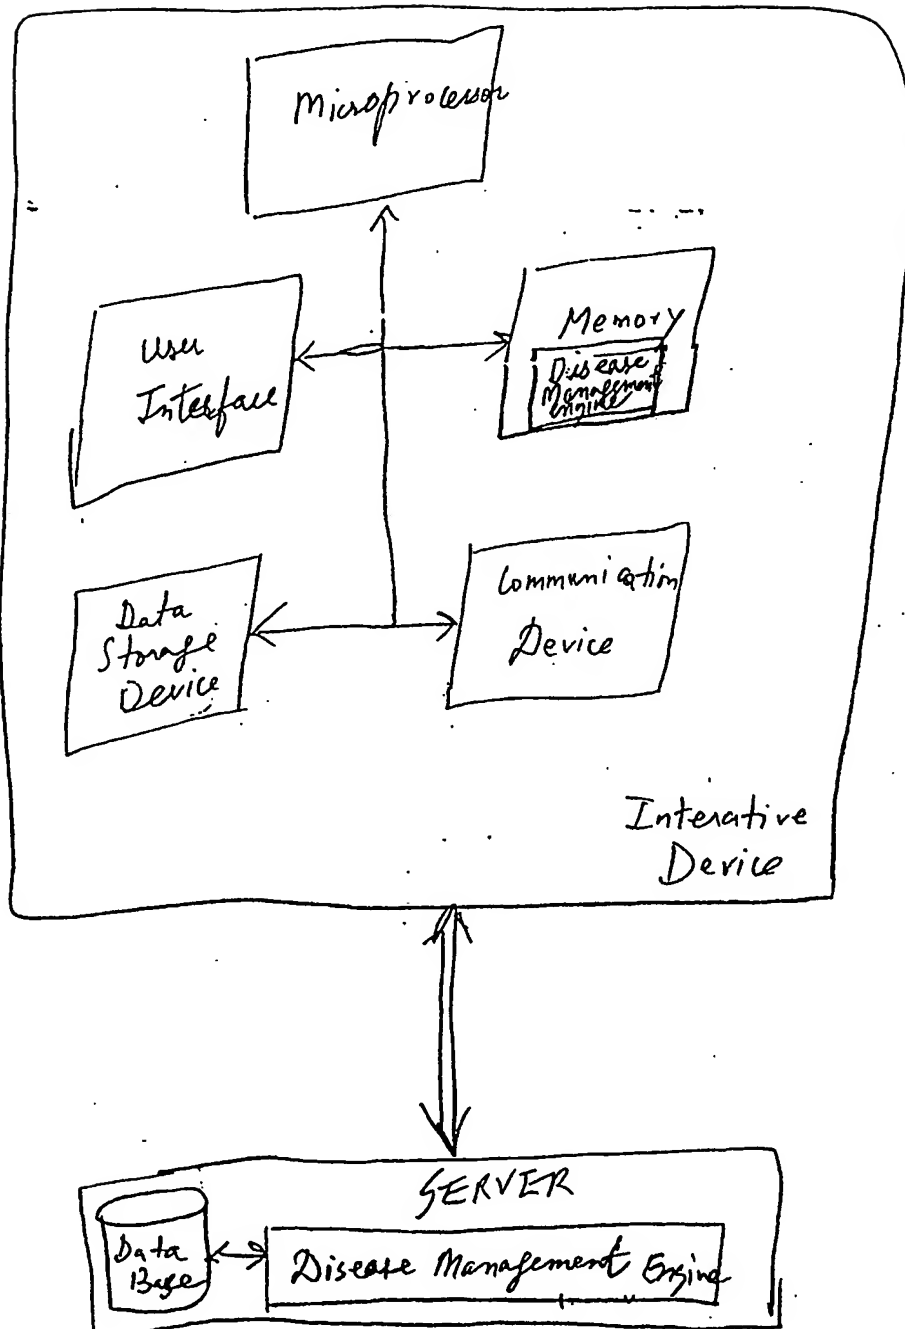 Microprocessor
User
Interface
Memory
Disease
Management
Engine
Data
Storage
Device
Communication
Device
Interative
Device
SERVER
Data
Base
Disease Management Engine